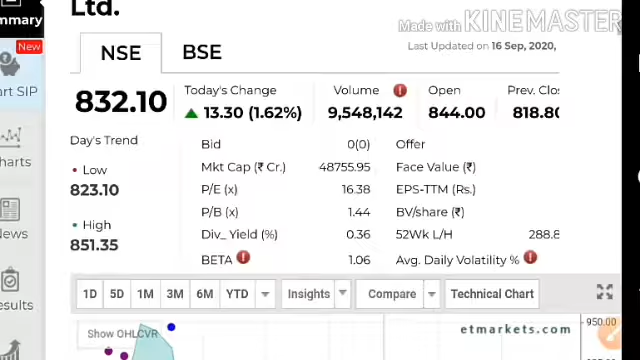 Ltd.
Made with KINEMASTER
mmary
New
art SIP
harts
News
esults
NSE
BSE
Last Updated on 16 Sep, 2020,
832.10
Today's Change
▲ 13.30 (1.62%)
Volume
9,548,142
Open
844.00
Prev. Clos
818.80
Day's Trend
Low
823.10
High
851.35
Bid 0(0) Offer
Mkt Cap (₹ Cr.) 48755.95 Face Value (₹)
P/E (x) 16.38 EPS-TTM (Rs.)
P/B (x) 1.44 BV/share (₹)
Div_ Yield (%) 0.36 52Wk L/H 288.8
BETA 1.06 Avg. Daily Volatility %
1D 5D 1M 3M 6M YTD Insights Compare Technical Chart
Show OHLCVR
etmarkets.com
950.00